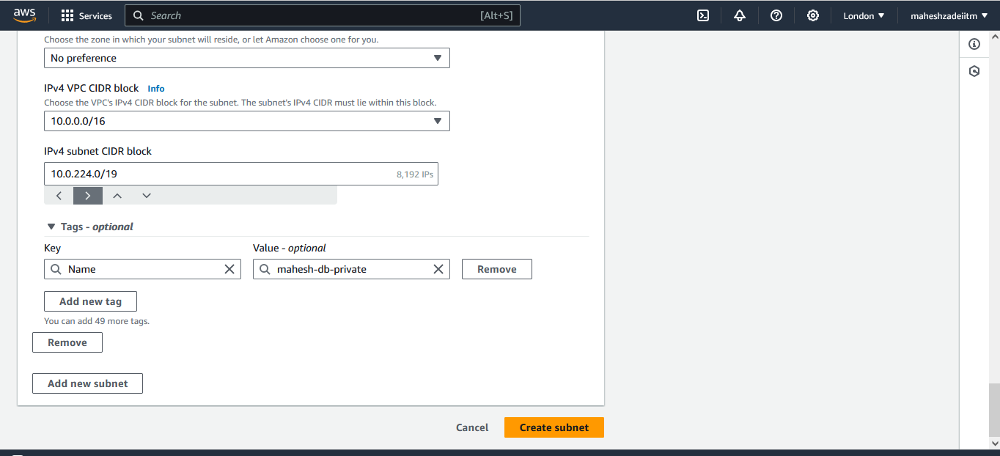 aws Services Search [Alt+S] London maheshzadeiitm
Choose the zone in which your subnet will reside, or let Amazon choose one for you.
No preference
IPv4 VPC CIDR block Info
Choose the VPC's IPv4 CIDR block for the subnet. The subnet's IPv4 CIDR must lie within this block.
10.0.0.0/16
IPv4 subnet CIDR block
10.0.224.0/19 8,192 IPs
Tags - optional
Key Value - optional
Name mahesh-db-private Remove
Add new tag
You can add 49 more tags.
Remove
Add new subnet
Cancel Create subnet